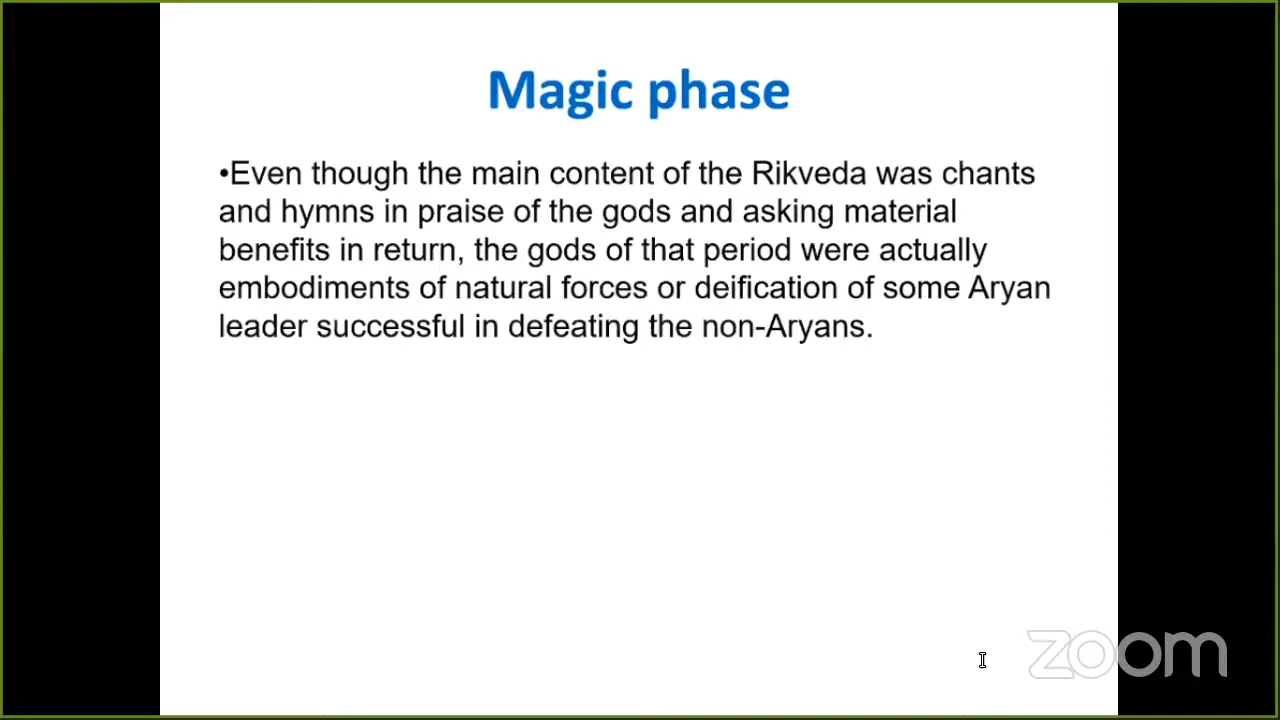 Magic phase
•Even though the main content of the Rikveda was chants
and hymns in praise of the gods and asking material
benefits in return, the gods of that period were actually
embodiments of natural forces or deification of some Aryan
leader successful in defeating the non-Aryans.
zoom